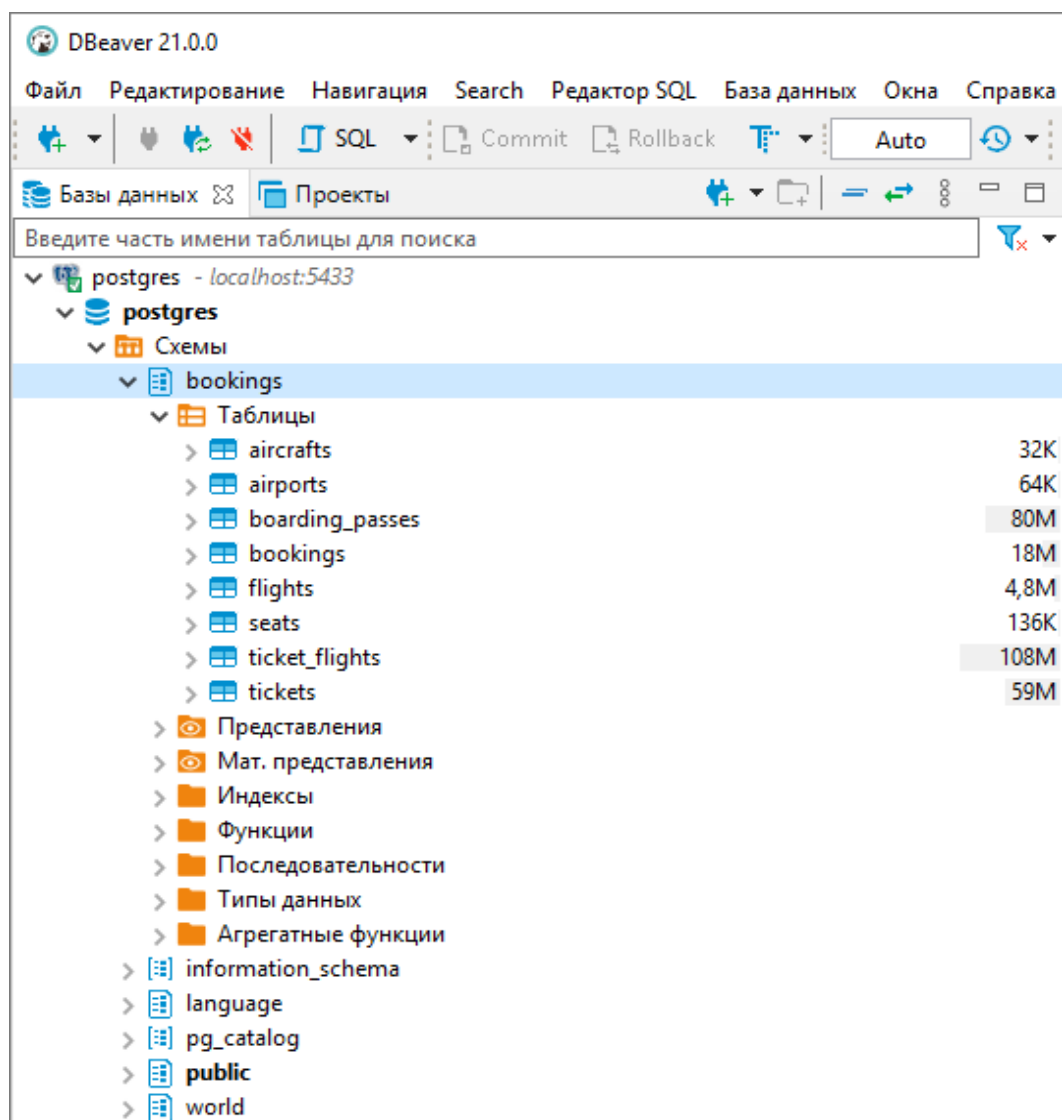 DBeaver 21.0.0
Файл Редактирование Навигация Search Редактор SQL База данных Окна Справка
SQL Commit Rollback Auto
Базы данных Проекты
Введите часть имени таблицы для поиска
postgres - localhost:5433
postgres
Схемы
bookings
Таблицы
aircrafts 32K
airports 64K
boarding_passes 80M
bookings 18M
flights 4,8M
seats 136K
ticket_flights 108M
tickets 59M
Представления
Мат. представления
Индексы
Функции
Последовательности
Типы данных
Агрегатные функции
information_schema
language
pg_catalog
public
world